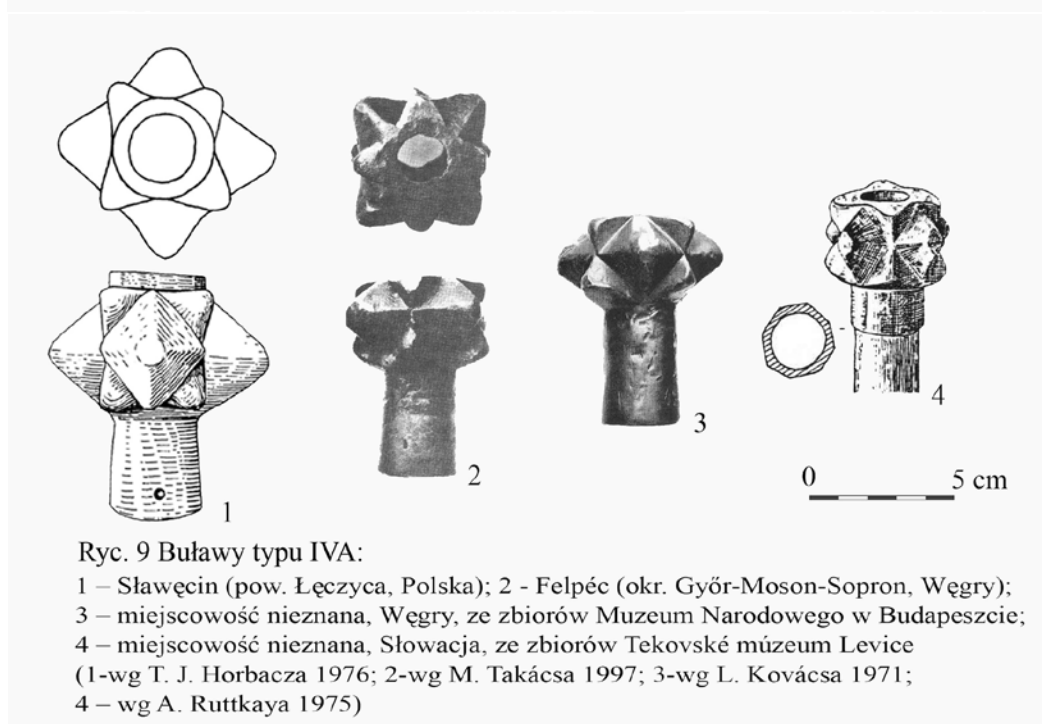 1
2
3
4
0 5 cm
Ryc. 9 Buławy typu IVA:
1 – Sławęcin (pow. Łęczyca, Polska); 2 - Felpéc (okr. Győr-Moson-Sopron, Węgry);
3 – miejscowość nieznana, Węgry, ze zbiorów Muzeum Narodowego w Budapeszcie;
4 – miejscowość nieznana, Słowacja, ze zbiorów Tekovské múzeum Levice
(1-wg T. J. Horbacza 1976; 2-wg M. Takácsa 1997; 3-wg L. Kovácsa 1971;
4 – wg A. Ruttkaya 1975)